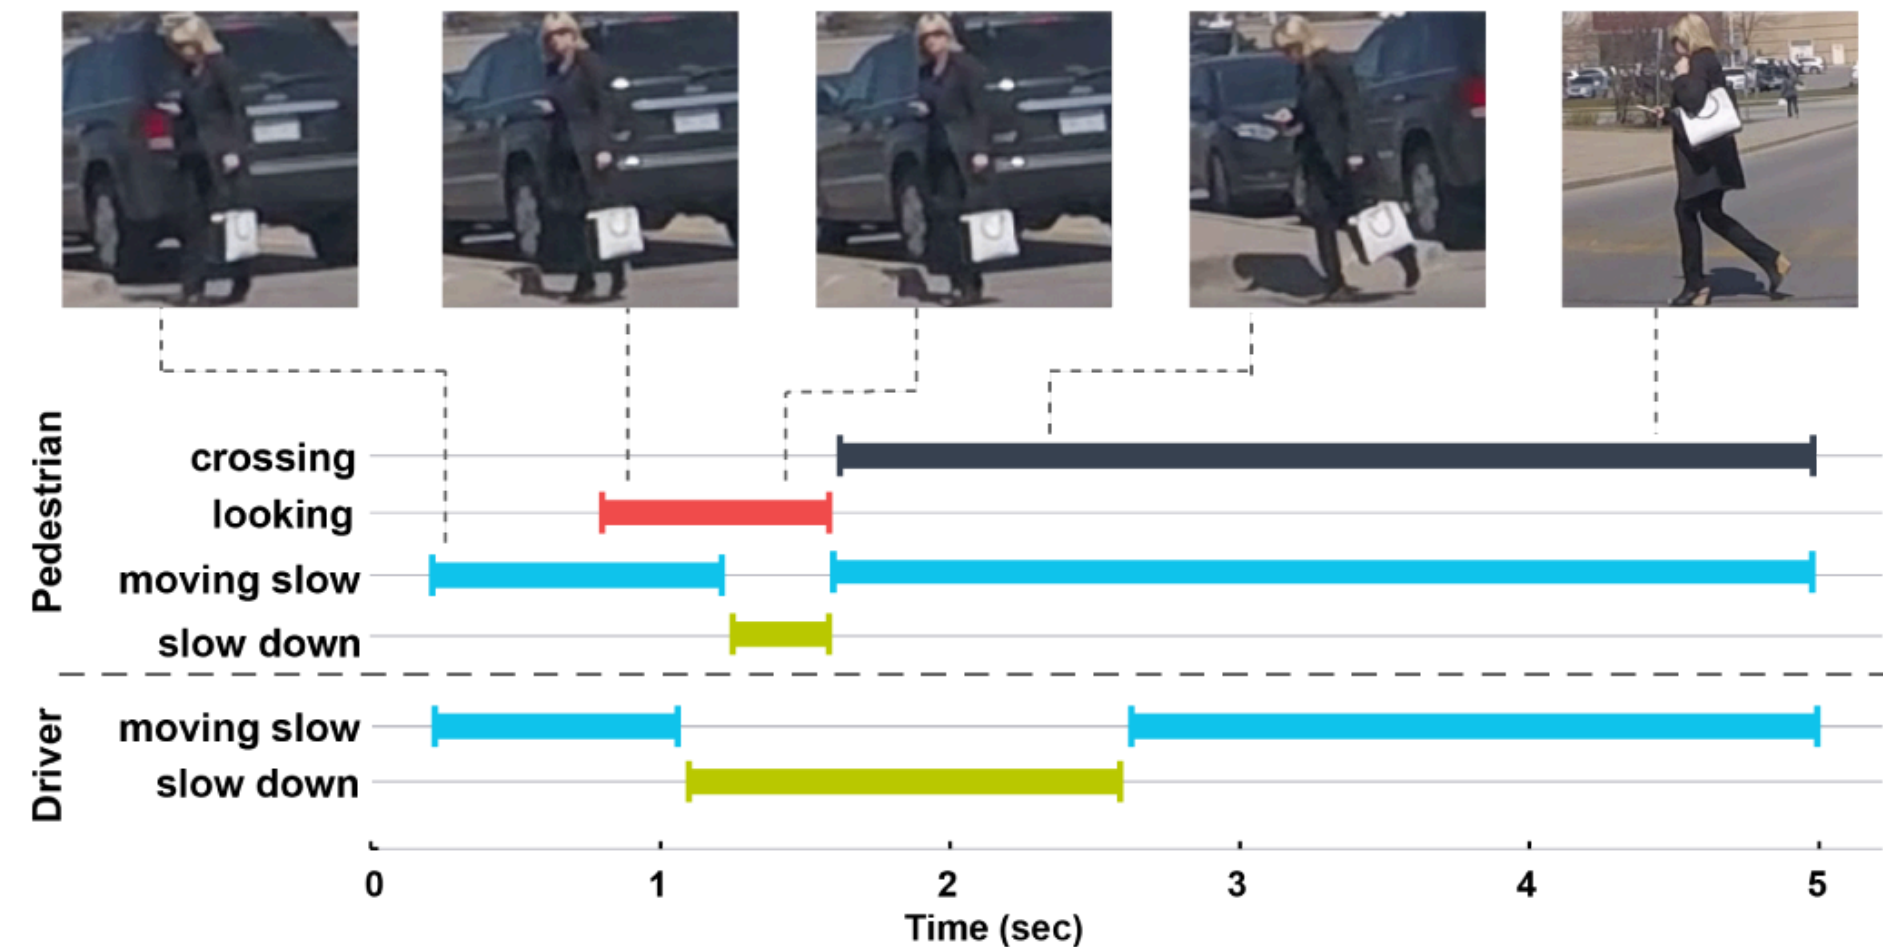 Pedestrian
crossing
looking
moving slow
slow down
Driver
moving slow
slow down
0 1 2 3 4 5
Time (sec)